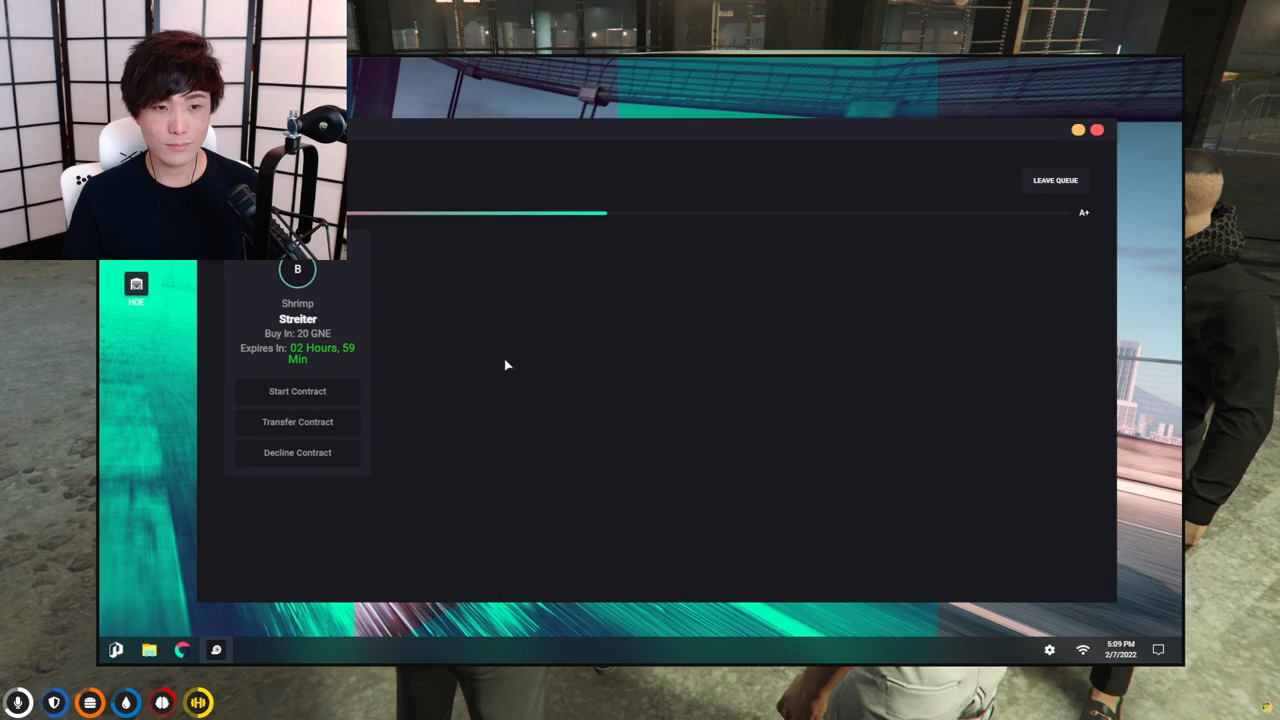 LEAVE QUEUE
A+
B
Shrimp
Streiter
Buy In: 20 GNE
Expires In: 02 Hours, 59
Min
Start Contract
Transfer Contract
Decline Contract
HOE
5:09 PM
2/7/2022